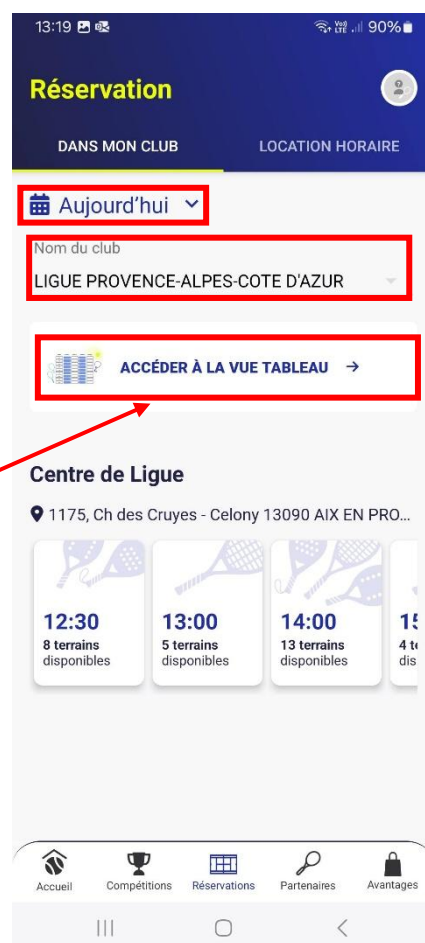 13:19 90%
Réservation
DANS MON CLUB LOCATION HORAIRE
Aujourd'hui
Nom du club
LIGUE PROVENCE-ALPES-COTE D'AZUR
ACCÉDER À LA VUE TABLEAU →
Centre de Ligue
1175, Ch des Cruyes - Celony 13090 AIX EN PRO...
12:30 13:00 14:00
8 terrains 5 terrains 13 terrains
disponibles disponibles disponibles
Accueil Compétitions Réservations Partenaires Avantages